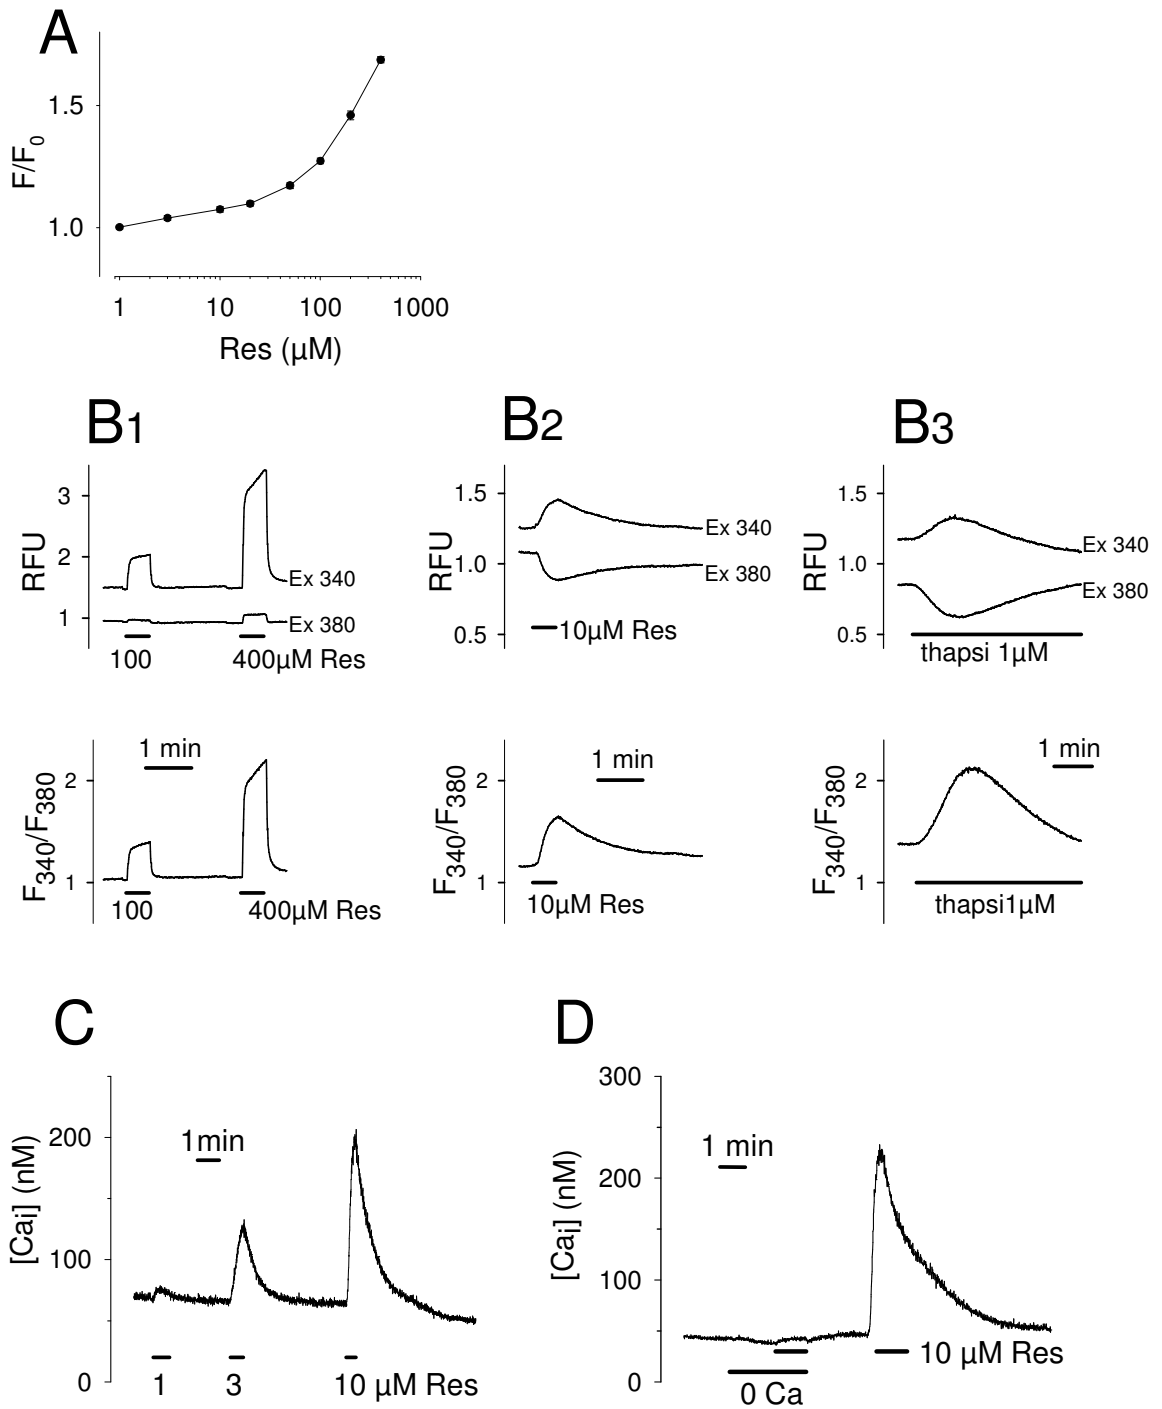 A
1.5
1.0
F/F0
1 10 100 1000
Res (µM)
B1
3
2
1
RFU
Ex 340
Ex 380
100 400µM Res
B2
1.5
1.0
0.5
RFU
Ex 340
Ex 380
10µM Res
B3
1.5
1.0
0.5
RFU
Ex 340
Ex 380
thapsi 1µM
1 min
2
1
F340/F380
100 400µM Res
1 min
2
1
F340/F380
10µM Res
1 min
2
1
F340/F380
thapsi1µM
C
200
100
0
[Cai] (nM)
1min
1 3 10 µM Res
D
300
200
100
0
[Cai] (nM)
1 min
10 µM Res
0 Ca